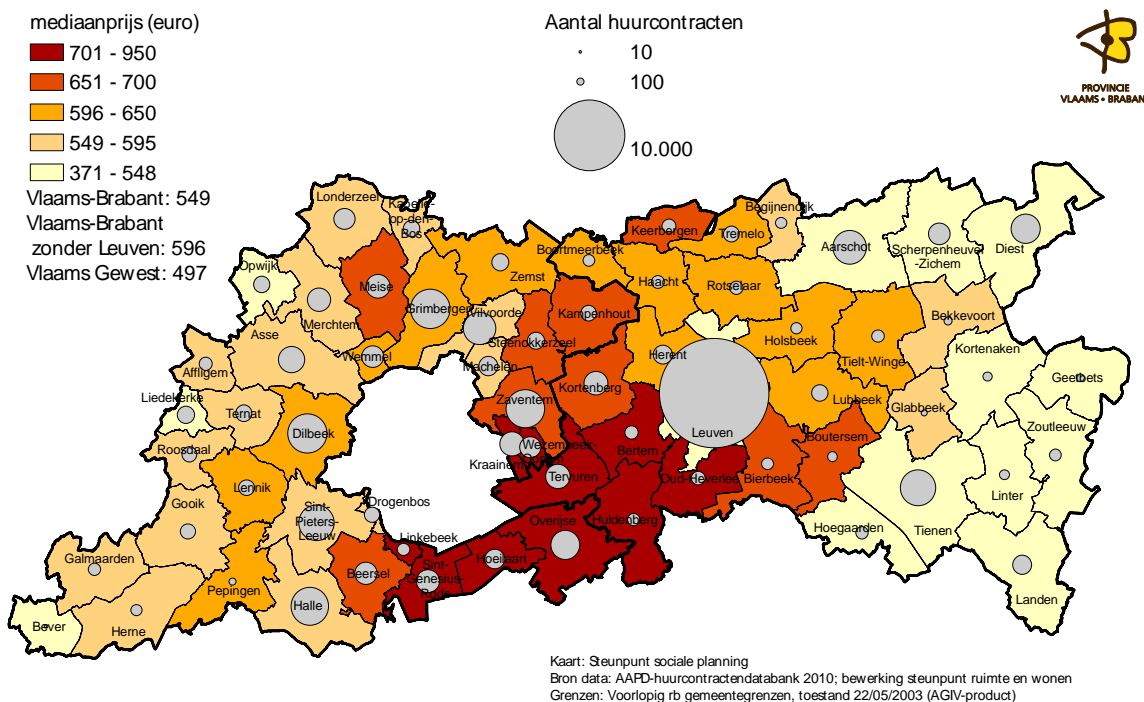 mediaanprijs (euro)
701 - 950
651 - 700
596 - 650
549 - 595
371 - 548
Vlaams-Brabant: 549
Vlaams-Brabant
zonder Leuven: 596
Vlaams Gewest: 497
Aantal huurcontracten
10
100
10.000
PROVINCIE
VLAAMS • BRABAN
Londerzeel
Kapelle-
op-den-
Bos
Opwijk
Meise
Merchtem
Grimbergen
Zemst
Boortmeerbeek
Keerbergen
Tremelo
Begijnendijk
Aarschot
Scherpenheuvel
-Zichem
Diest
Haacht
Rotselaar
Asse
Wemmel
Vilvoorde
Machelen
Steenokkerzeel
Kampenhout
Herent
Holsbeek
Tielt-Winge
Bekkevoort
Kortenaken
Geetbets
Affligem
Liedekerke
Ternat
Dilbeek
Zaventem
Kortenberg
Leuven
Lubbeek
Glabbeek
Zoutleeuw
Roosdaal
Lennik
Kraainem
Wezembeek-
Tervuren
Bertem
Oud-Heverlee
Bierbeek
Boutersem
Linter
Gooik
Sint-
Pieters-
Leeuw
Drogenbos
Linkebeek
Overijse
Huldenberg
Hoegaarden
Tienen
Galmaarden
Pepingen
Halle
Beersel
Sint-
Genesius-
Rode
Hoeilaart
Landen
Bever
Herne
Kaart: Steunpunt sociale planning
Bron data: AAPD-huurcontractendatabank 2010; bewerking steunpunt ruimte en wonen
Grenzen: Voorlopig rb gemeentegrenzen, toestand 22/05/2003 (AGIV-product)